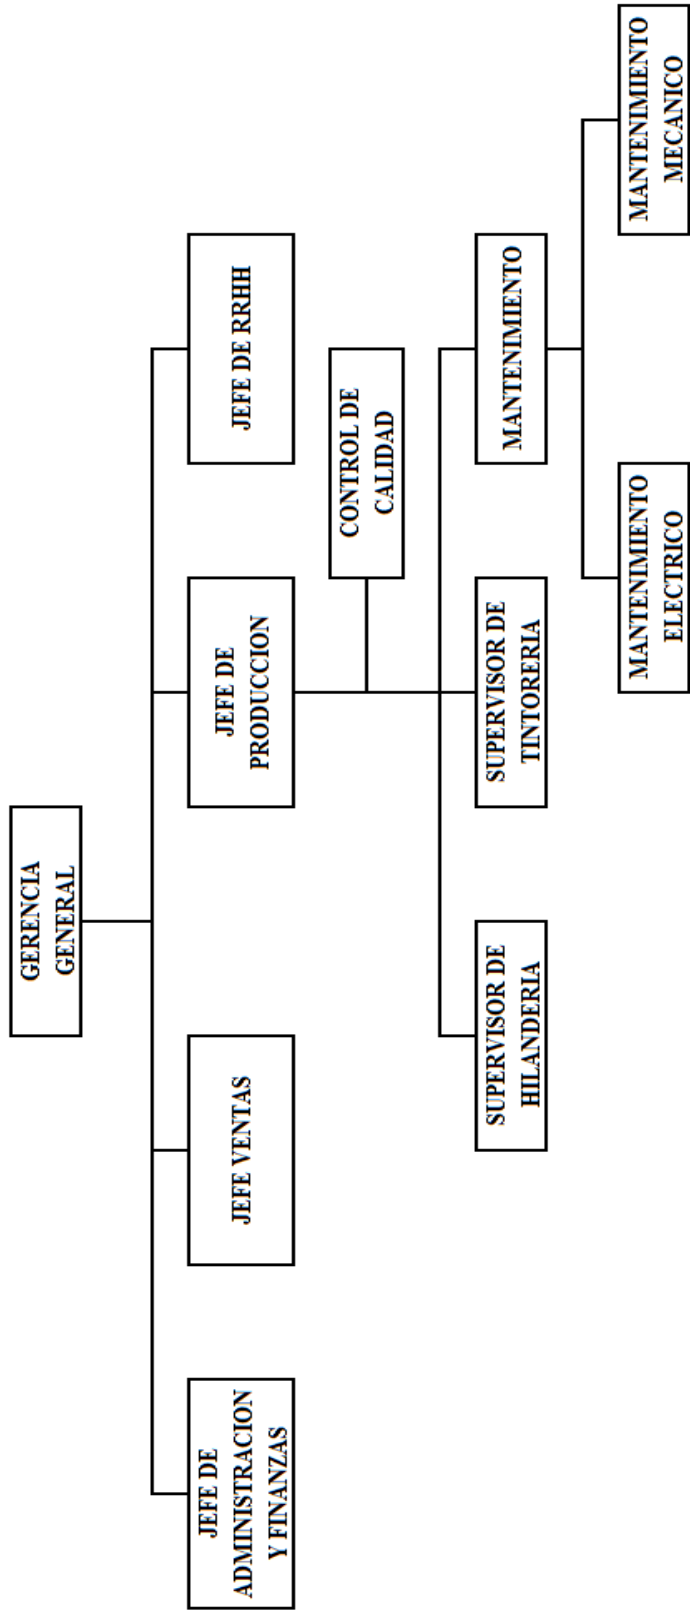 GERENCIA
GENERAL
JEFE DE
ADMINISTRACION
Y FINANZAS
JEFE VENTAS
JEFE DE
PRODUCCION
JEFE DE RRHH
CONTROL DE
CALIDAD
SUPERVISOR DE
HILANDERIA
SUPERVISOR DE
TINTORERIA
MANTENIMIENTO
MANTENIMIENTO
ELECTRICO
MANTENIMIENTO
MECANICO